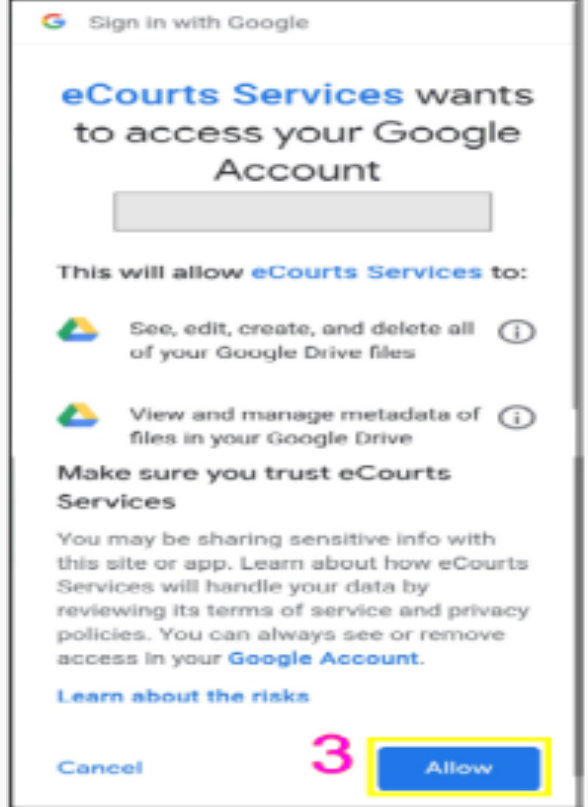 Sign in with Google
eCourts Services wants
to access your Google
Account
This will allow eCourts Services to:
See, edit, create, and delete all
of your Google Drive files
View and manage metadata of
files in your Google Drive
Make sure you trust eCourts
Services
You may be sharing sensitive info with
this site or app. Learn about how eCourts
Services will handle your data by
reviewing its terms of service and privacy
policies. You can always see or remove
access in your Google Account.
Learn about the risks
Cancel 3 Allow